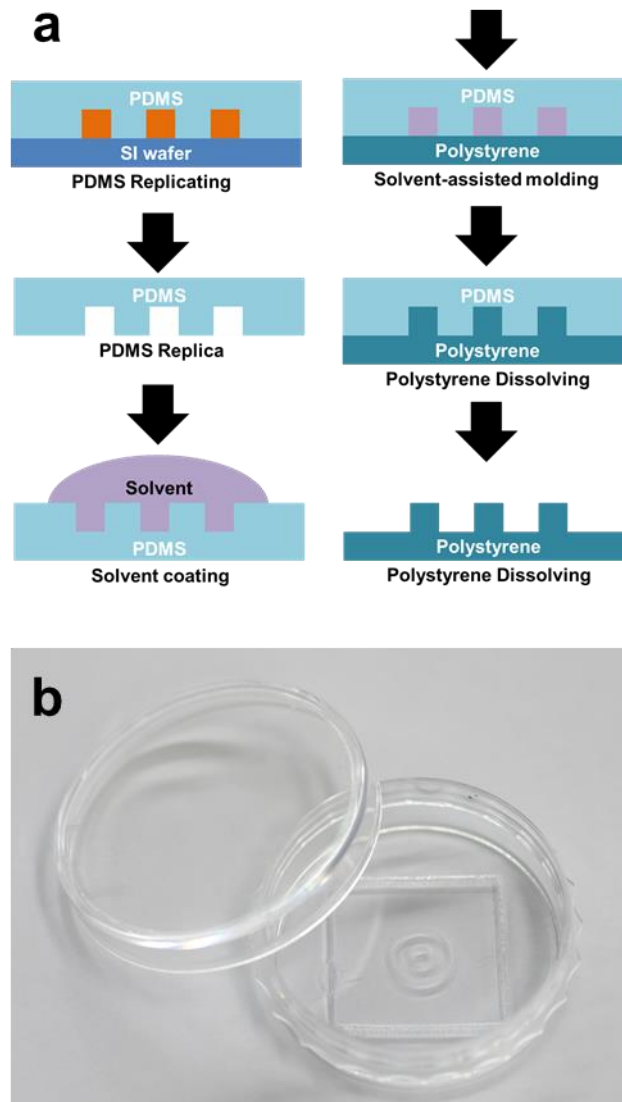 a
PDMS
SI wafer
PDMS Replicating
PDMS
PDMS Replica
Solvent
PDMS
Solvent coating
PDMS
Polystyrene
Solvent-assisted molding
PDMS
Polystyrene
Polystyrene Dissolving
Polystyrene
Polystyrene Dissolving
b